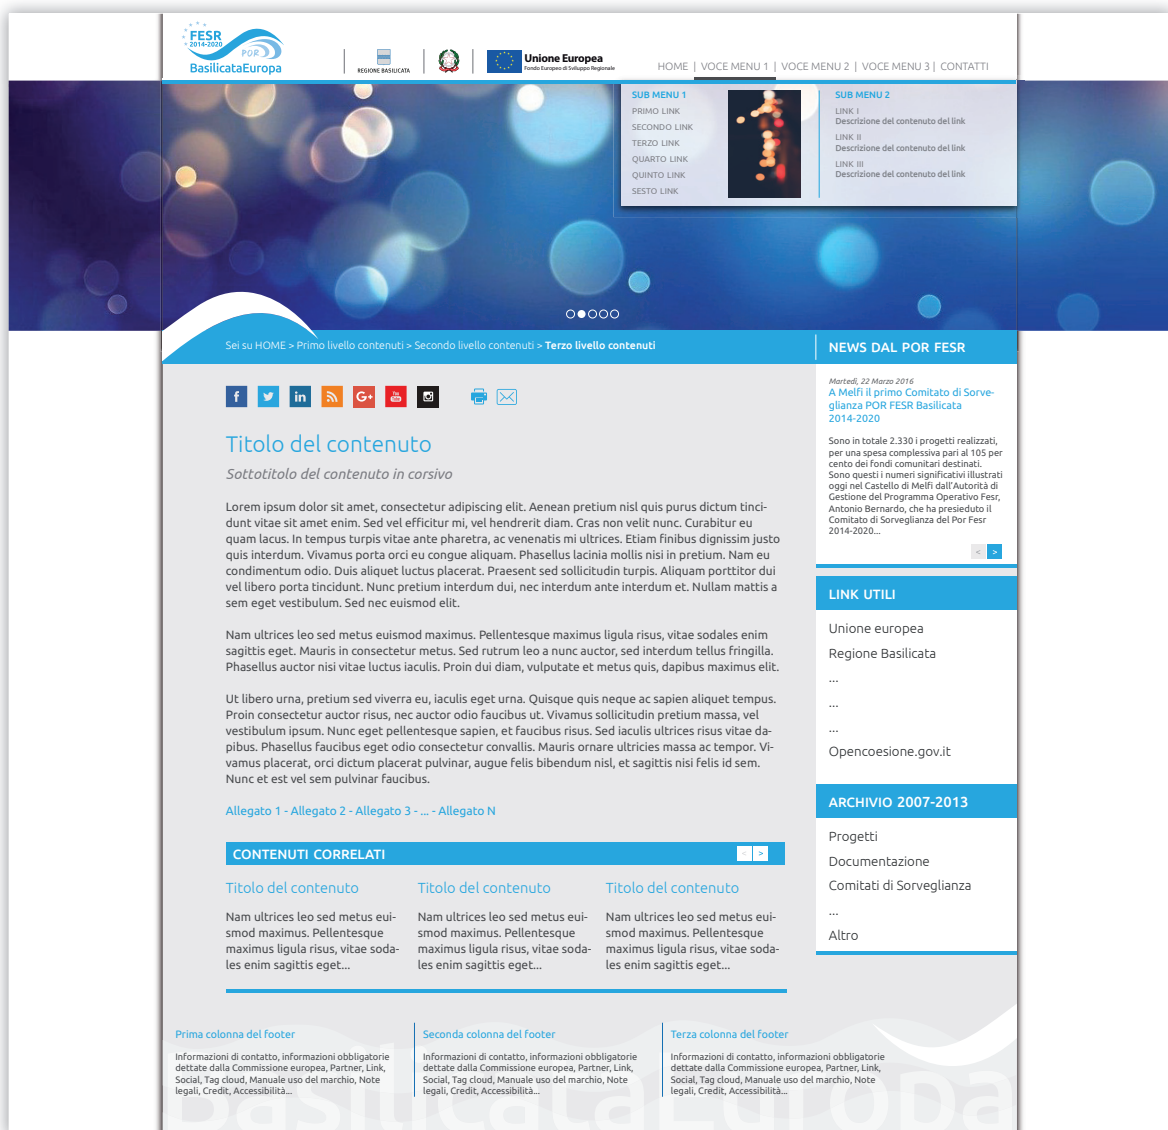 FESR
2014-2020
POR
BasilicataEuropa
REGIONE BASILICATA
Unione Europea
Fondo Europeo di Sviluppo Regionale
HOME | VOCE MENU 1 | VOCE MENU 2 | VOCE MENU 3 | CONTATTI
SUB MENU 1
PRIMO LINK
SECONDO LINK
TERZO LINK
QUARTO LINK
QUINTO LINK
SESTO LINK
SUB MENU 2
LINK I
Descrizione del contenuto del link
LINK II
Descrizione del contenuto del link
LINK III
Descrizione del contenuto del link
Sei su HOME > Primo livello contenuti > Secondo livello contenuti > Terzo livello contenuti
f in G+ You Tube
Titolo del contenuto
Sottotitolo del contenuto in corsivo
Lorem ipsum dolor sit amet, consectetur adipiscing elit. Aenean pretium nisl quis purus dictum tinci-
dunt vitae sit amet enim. Sed vel efficitur mi, vel hendrerit diam. Cras non velit nunc. Curabitur eu
quam lacus. In tempus turpis vitae ante pharetra, ac venenatis mi ultrices. Etiam finibus dignissim justo
quis interdum. Vivamus porta orci eu congue aliquam. Phasellus lacinia mollis nisi in pretium. Nam eu
condimentum odio. Duis aliquet luctus placerat. Praesent sed sollicitudin turpis. Aliquam porttitor dui
vel libero porta tincidunt. Nunc pretium interdum dui, nec interdum ante interdum et. Nullam mattis a
sem eget vestibulum. Sed nec euismod elit.
Nam ultrices leo sed metus euismod maximus. Pellentesque maximus ligula risus, vitae sodales enim
sagittis eget. Mauris in consectetur metus. Sed rutrum leo a nunc auctor, sed interdum tellus fringilla.
Phasellus auctor nisi vitae luctus iaculis. Proin dui diam, vulputate et metus quis, dapibus maximus elit.
Ut libero urna, pretium sed viverra eu, iaculis eget urna. Quisque quis neque ac sapien aliquet tempus.
Proin consectetur auctor risus, nec auctor odio faucibus ut. Vivamus sollicitudin pretium massa, vel
vestibulum ipsum. Nunc eget pellentesque sapien, et faucibus risus. Sed iaculis ultrices risus vitae da-
pibus. Phasellus faucibus eget odio consectetur convallis. Mauris ornare ultricies massa ac tempor. Vi-
vamus placerat, orci dictum placerat pulvinar, augue felis bibendum nisl, et sagittis nisi felis id sem.
Nunc et est vel sem pulvinar faucibus.
Allegato 1 - Allegato 2 - Allegato 3 - ... - Allegato N
CONTENUTI CORRELATI < >
Titolo del contenuto
Nam ultrices leo sed metus eui-
smod maximus. Pellentesque
maximus ligula risus, vitae soda-
les enim sagittis eget...
Titolo del contenuto
Nam ultrices leo sed metus eui-
smod maximus. Pellentesque
maximus ligula risus, vitae soda-
les enim sagittis eget...
Titolo del contenuto
Nam ultrices leo sed metus eui-
smod maximus. Pellentesque
maximus ligula risus, vitae soda-
les enim sagittis eget...
NEWS DAL POR FESR
Martedì, 22 Marzo 2016
A Melfi il primo Comitato di Sorve-
glianza POR FESR Basilicata
2014-2020
Sono in totale 2.330 i progetti realizzati,
per una spesa complessiva pari al 105 per
cento dei fondi comunitari destinati.
Sono questi i numeri significativi illustrati
oggi nel Castello di Melfi dall'Autorità di
Gestione del Programma Operativo Fesr,
Antonio Bernardo, che ha presieduto il
Comitato di Sorveglianza del Por Fesr
2014-2020...
< >
LINK UTILI
Unione europea
Regione Basilicata
...
...
...
Opencoesione.gov.it
ARCHIVIO 2007-2013
Progetti
Documentazione
Comitati di Sorveglianza
...
Altro
Prima colonna del footer
Informazioni di contatto, informazioni obbligatorie
dettate dalla Commissione europea, Partner, Link,
Social, Tag cloud, Manuale uso del marchio, Note
legali, Credit, Accessibilità...
Seconda colonna del footer
Informazioni di contatto, informazioni obbligatorie
dettate dalla Commissione europea, Partner, Link,
Social, Tag cloud, Manuale uso del marchio, Note
legali, Credit, Accessibilità...
Terza colonna del footer
Informazioni di contatto, informazioni obbligatorie
dettate dalla Commissione europea, Partner, Link,
Social, Tag cloud, Manuale uso del marchio, Note
legali, Credit, Accessibilità...
BasilicataEuropa